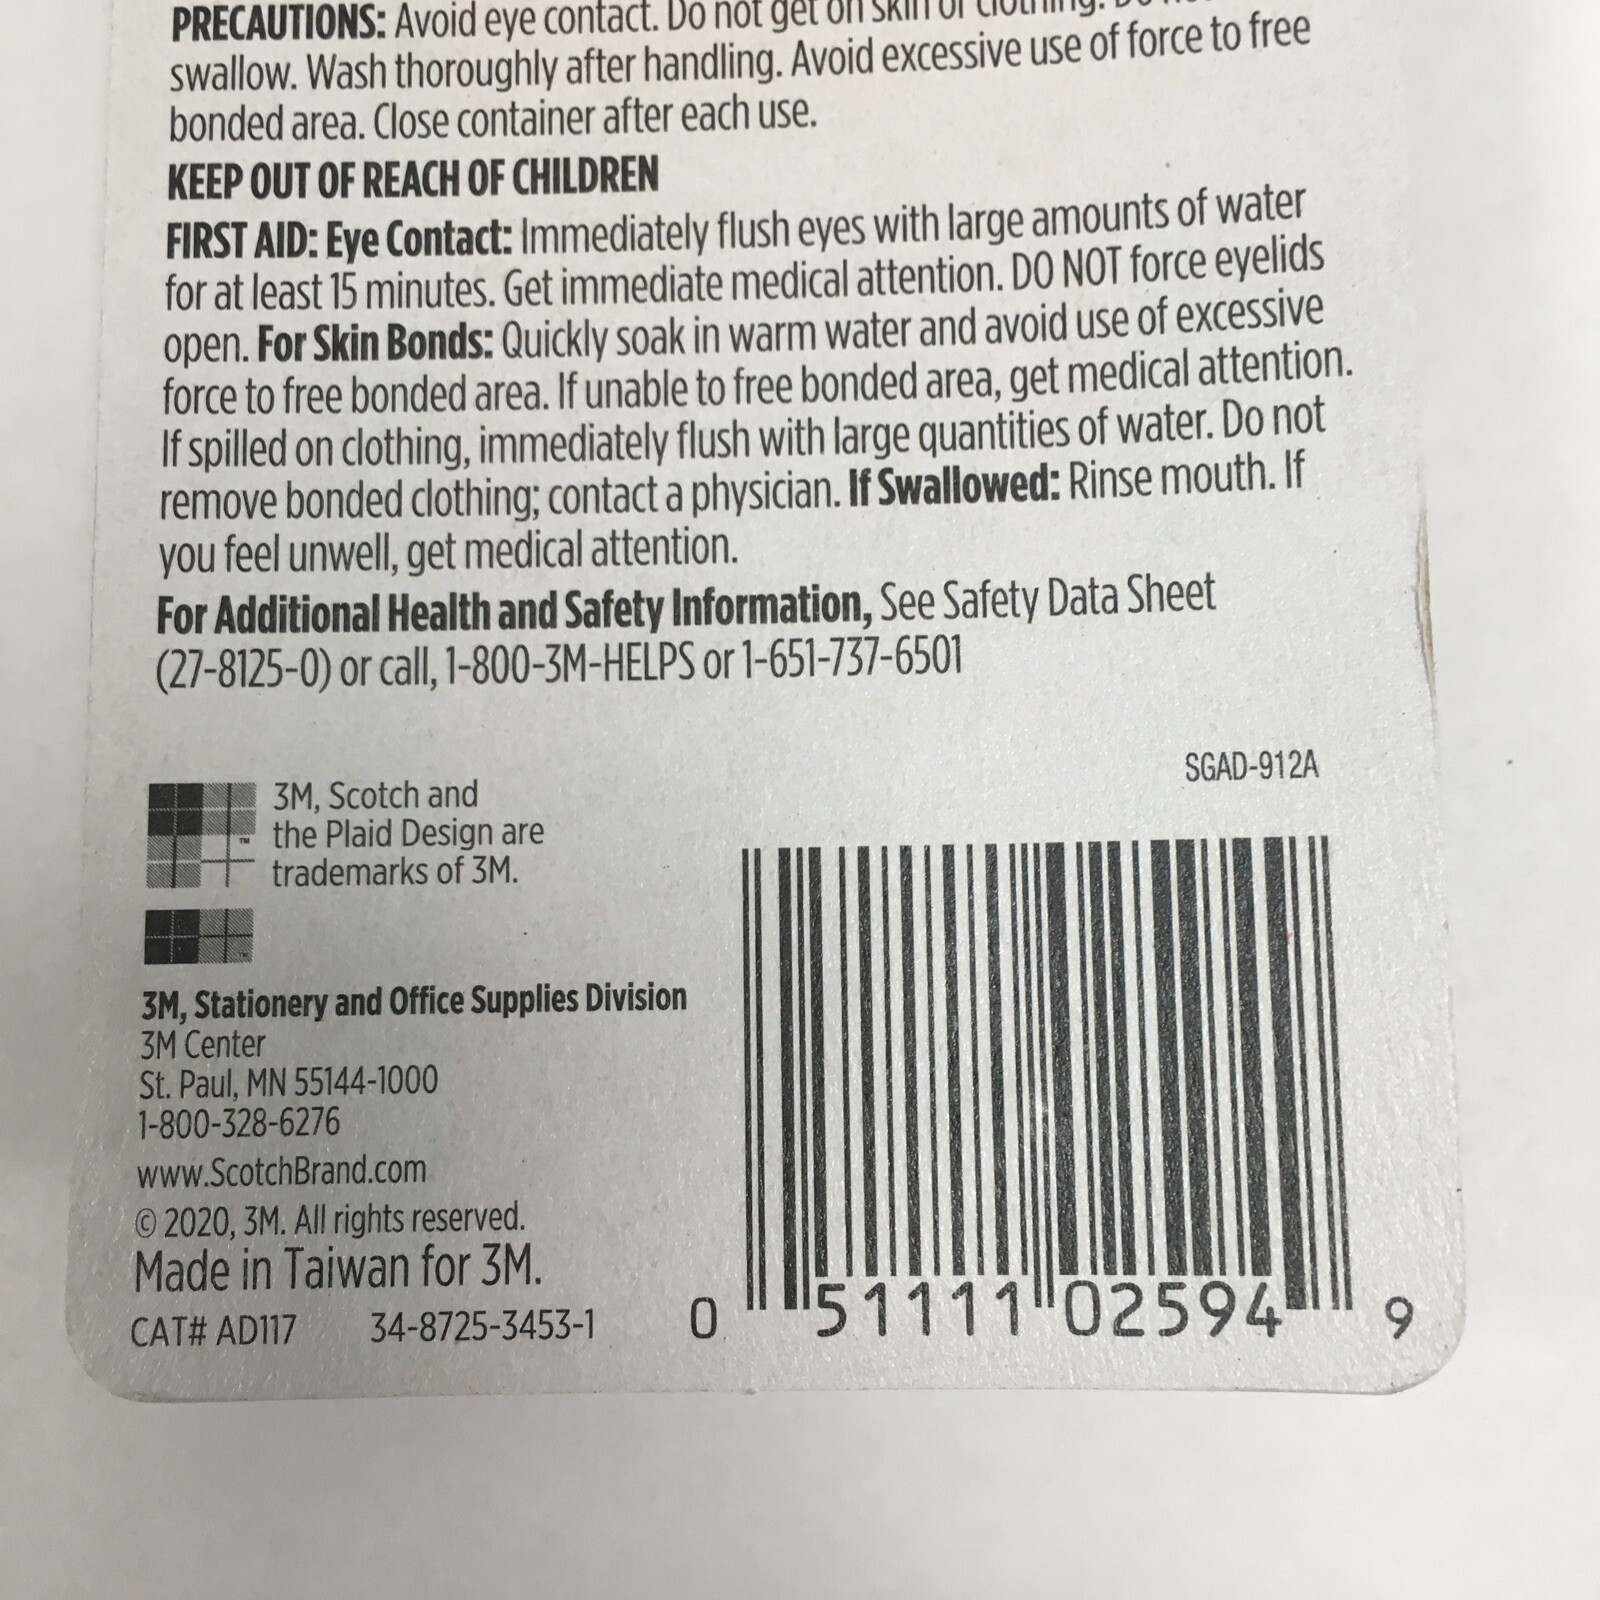 PRECAUTIONS: Avoid eye contact. Do not get on skin or clothing. Do not
swallow. Wash thoroughly after handling. Avoid excessive use of force to free
bonded area. Close container after each use.
KEEP OUT OF REACH OF CHILDREN
FIRST AID: Eye Contact: Immediately flush eyes with large amounts of water
for at least 15 minutes. Get immediate medical attention. DO NOT force eyelids
open. For Skin Bonds: Quickly soak in warm water and avoid use of excessive
force to free bonded area. If unable to free bonded area, get medical attention.
If spilled on clothing, immediately flush with large quantities of water. Do not
remove bonded clothing; contact a physician. If Swallowed: Rinse mouth. If
you feel unwell, get medical attention.
For Additional Health and Safety Information, See Safety Data Sheet
(27-8125-0) or call, 1-800-3M-HELPS or 1-651-737-6501
SGAD-912A
™ 3M, Scotch and
the Plaid Design are
trademarks of 3M.
™
3M, Stationery and Office Supplies Division
3M Center
St. Paul, MN 55144-1000
1-800-328-6276
www.ScotchBrand.com
© 2020, 3M. All rights reserved.
Made in Taiwan for 3M.
CAT# AD117 34-8725-3453-1
0 51111 02594 9